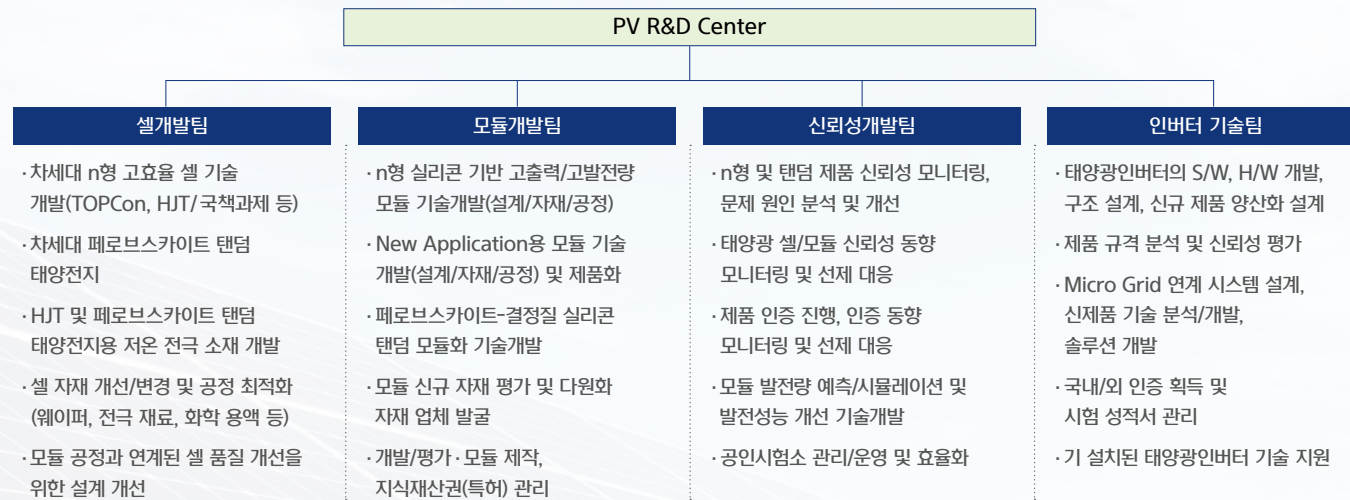 PV R&D Center
셀개발팀
·차세대 n형 고효율 셀 기술
개발(TOPCon, HJT/국책과제 등)
·차세대 페로브스카이트 탠덤
태양전지
·HJT 및 페로브스카이트 탠덤
태양전지용 저온 전극 소재 개발
·셀 자재 개선/변경 및 공정 최적화
(웨이퍼, 전극 재료, 화학 용액 등)
·모듈 공정과 연계된 셀 품질 개선을
위한 설계 개선
모듈개발팀
·n형 실리콘 기반 고출력/고발전량
모듈 기술개발(설계/자재/공정)
·New Application용 모듈 기술
개발(설계/자재/공정) 및 제품화
·페로브스카이트-결정질 실리콘
탠덤 모듈화 기술개발
·모듈 신규 자재 평가 및 다원화
자재 업체 발굴
·개발/평가·모듈 제작,
지식재산권(특허) 관리
신뢰성개발팀
·n형 및 탠덤 제품 신뢰성 모니터링,
문제 원인 분석 및 개선
·태양광 셀/모듈 신뢰성 동향
모니터링 및 선제 대응
·제품 인증 진행, 인증 동향
모니터링 및 선제 대응
·모듈 발전량 예측/시뮬레이션 및
발전성능 개선 기술개발
·공인시험소 관리/운영 및 효율화
인버터 기술팀
·태양광인버터의 S/W, H/W 개발,
구조 설계, 신규 제품 양산화 설계
·제품 규격 분석 및 신뢰성 평가
·Micro Grid 연계 시스템 설계,
신제품 기술 분석/개발,
솔루션 개발
·국내/외 인증 획득 및
시험 성적서 관리
·기 설치된 태양광인버터 기술 지원